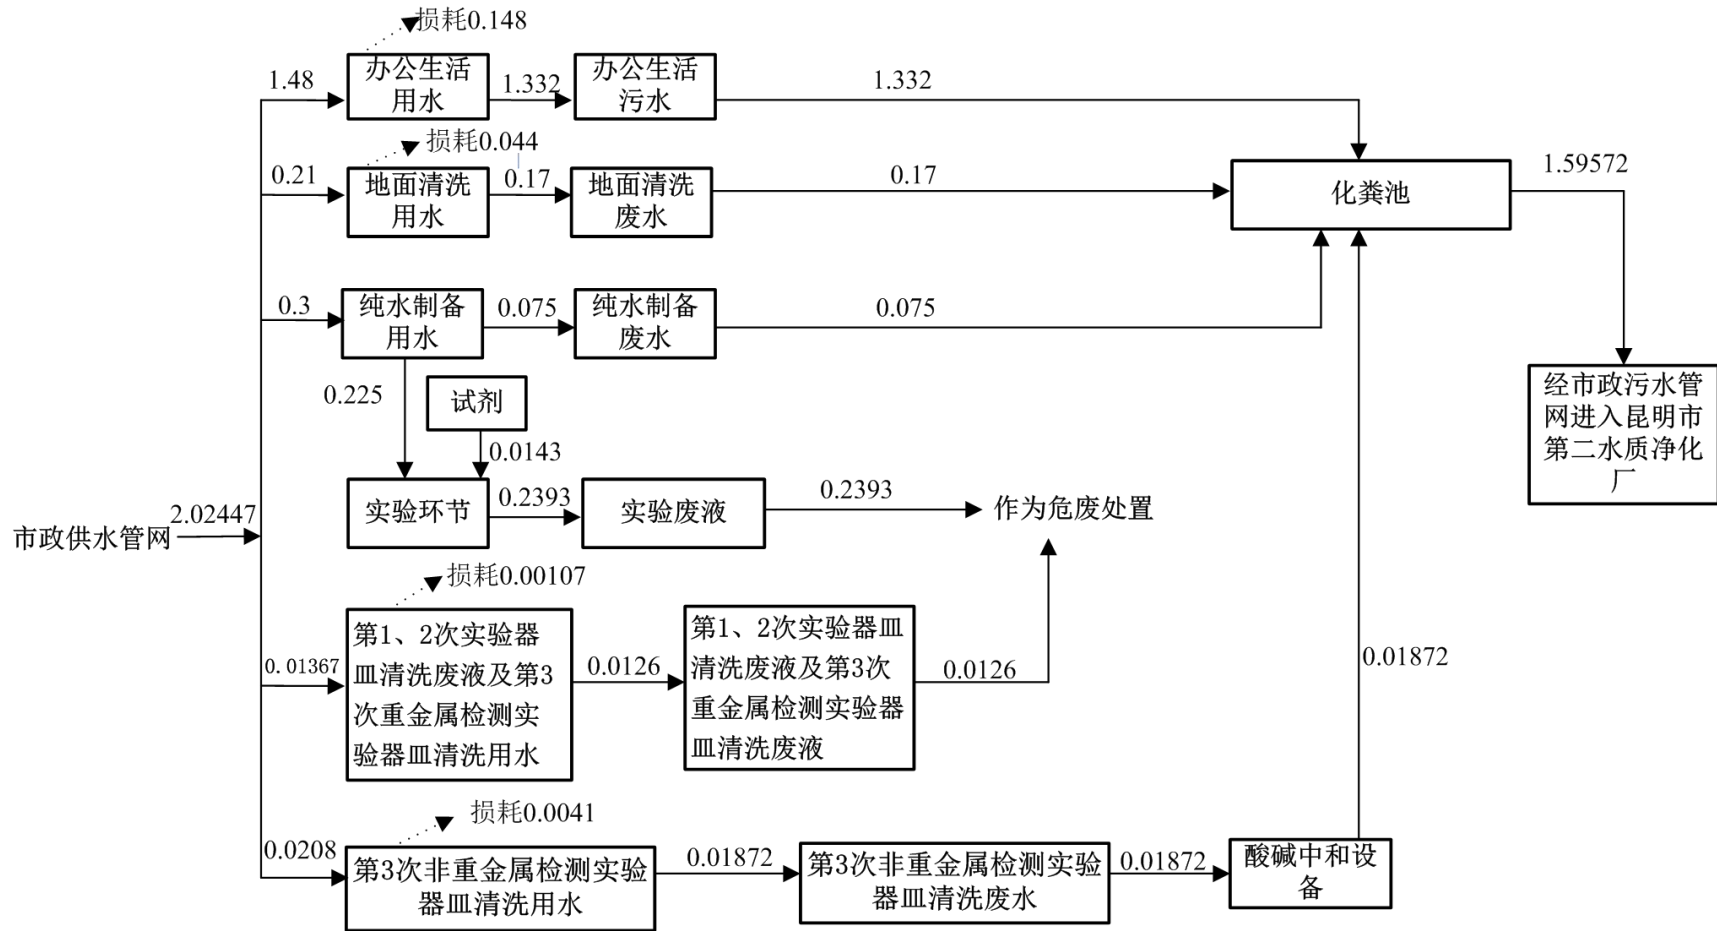 损耗0.148
1.48
办公生活
用水
1.332
办公生活
污水
1.332
损耗0.044
0.21
地面清洗
用水
0.17
地面清洗
废水
0.17
化粪池
1.59572
0.3
纯水制备
用水
0.075
纯水制备
废水
0.075
0.225
试剂
0.0143
经市政污水管
网进入昆明市
第二水质净化
厂
市政供水管网
2.02447
实验环节
0.2393
实验废液
0.2393
作为危废处置
损耗0.00107
0.01367
第1、2次实验器
皿清洗废液及第3
次重金属检测实
验器皿清洗用水
0.0126
第1、2次实验器皿
清洗废液及第3次
重金属检测实验器
皿清洗废液
0.0126
0.01872
损耗0.0041
0.0208
第3次非重金属检测实验
器皿清洗用水
0.01872
第3次非重金属检测实验
器皿清洗废水
0.01872
酸碱中和设
备